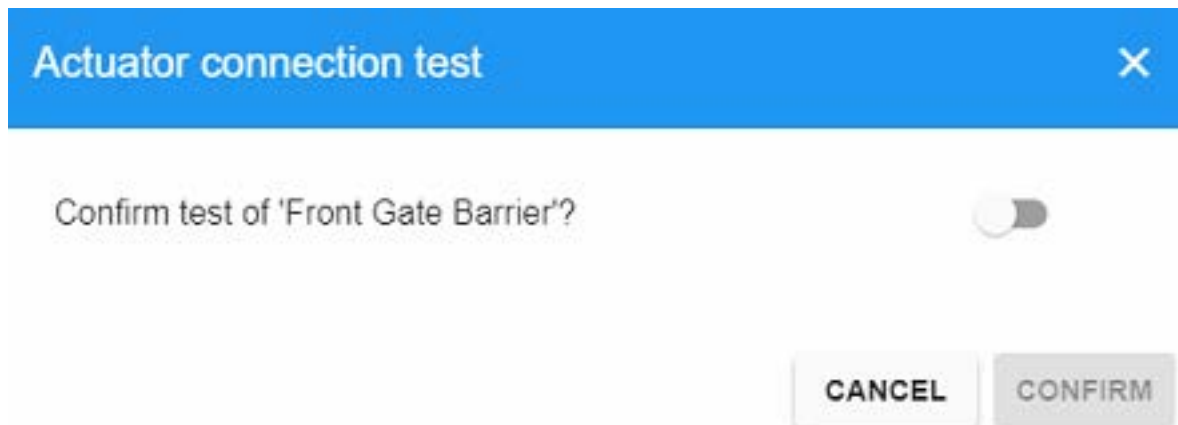 Actuator connection test
Confirm test of 'Front Gate Barrier'?
CANCEL CONFIRM